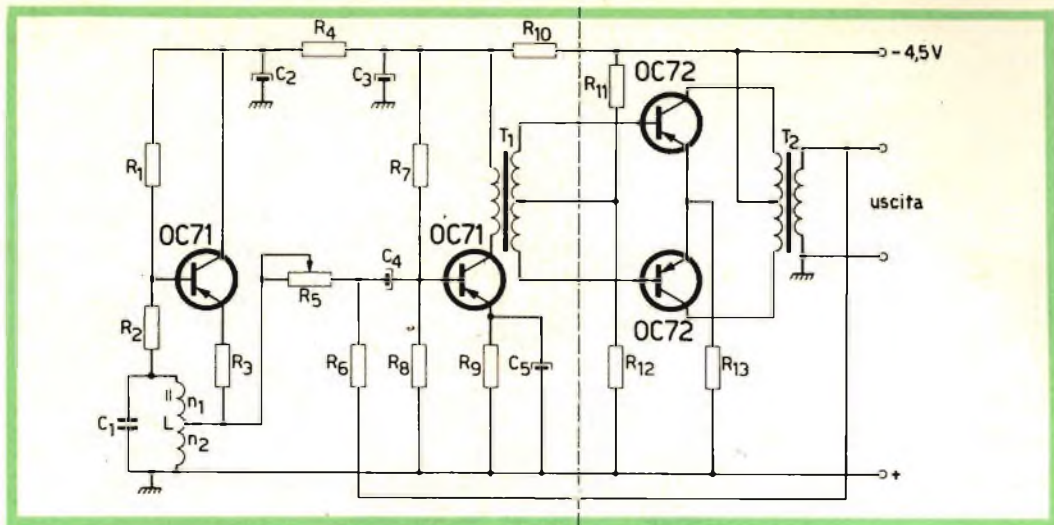 R4
R10
-4,5V
C2
C3
R11
OC72
R1
R7
T1
T2
OC71
OC71
uscita
C4
R5
R2
OC72
R3
R6
R8
R9
C5
R12
R13
C1
L
n1
n2
+